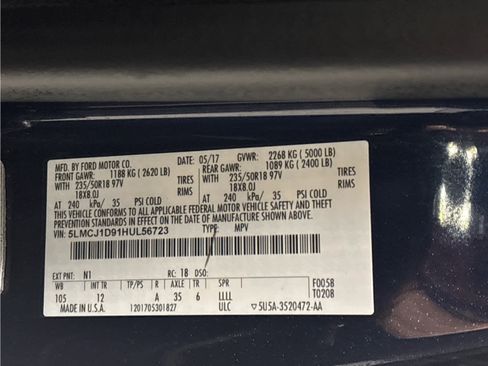 MFD. BY FORD MOTOR CO. DATE: 05/17 GVWR: 2268 KG ( 5000 LB)
FRONT GAWR: 1188 KG ( 2620 LB) REAR GAWR: 1089 KG ( 2400 LB)
WITH 235/50R18 97V TIRES WITH 235/50R18 97V TIRES
18X8.0J RIMS 18X8.0J RIMS
AT 240 kPa/ 35 PSI COLD AT 240 kPa/ 35 PSI COLD
THIS VEHICLE CONFORMS TO ALL APPLICABLE FEDERAL MOTOR VEHICLE SAFETY AND THEFT
PREVENTION STANDARDS IN EFFECT ON THE DATE OF MANUFACTURE SHOWN ABOVE.
VIN: 5LMCJ1D91HUL56723 TYPE: MPV
EXT PNT: N1 RC: 18 DSO: F0058
WB INT TR TP/PS R AXLE TR SPR T0208
105 12 A 35 6 LLLL
MADE IN U.S.A. 1201705301827 ULC ▽5U5A-3520472-AA